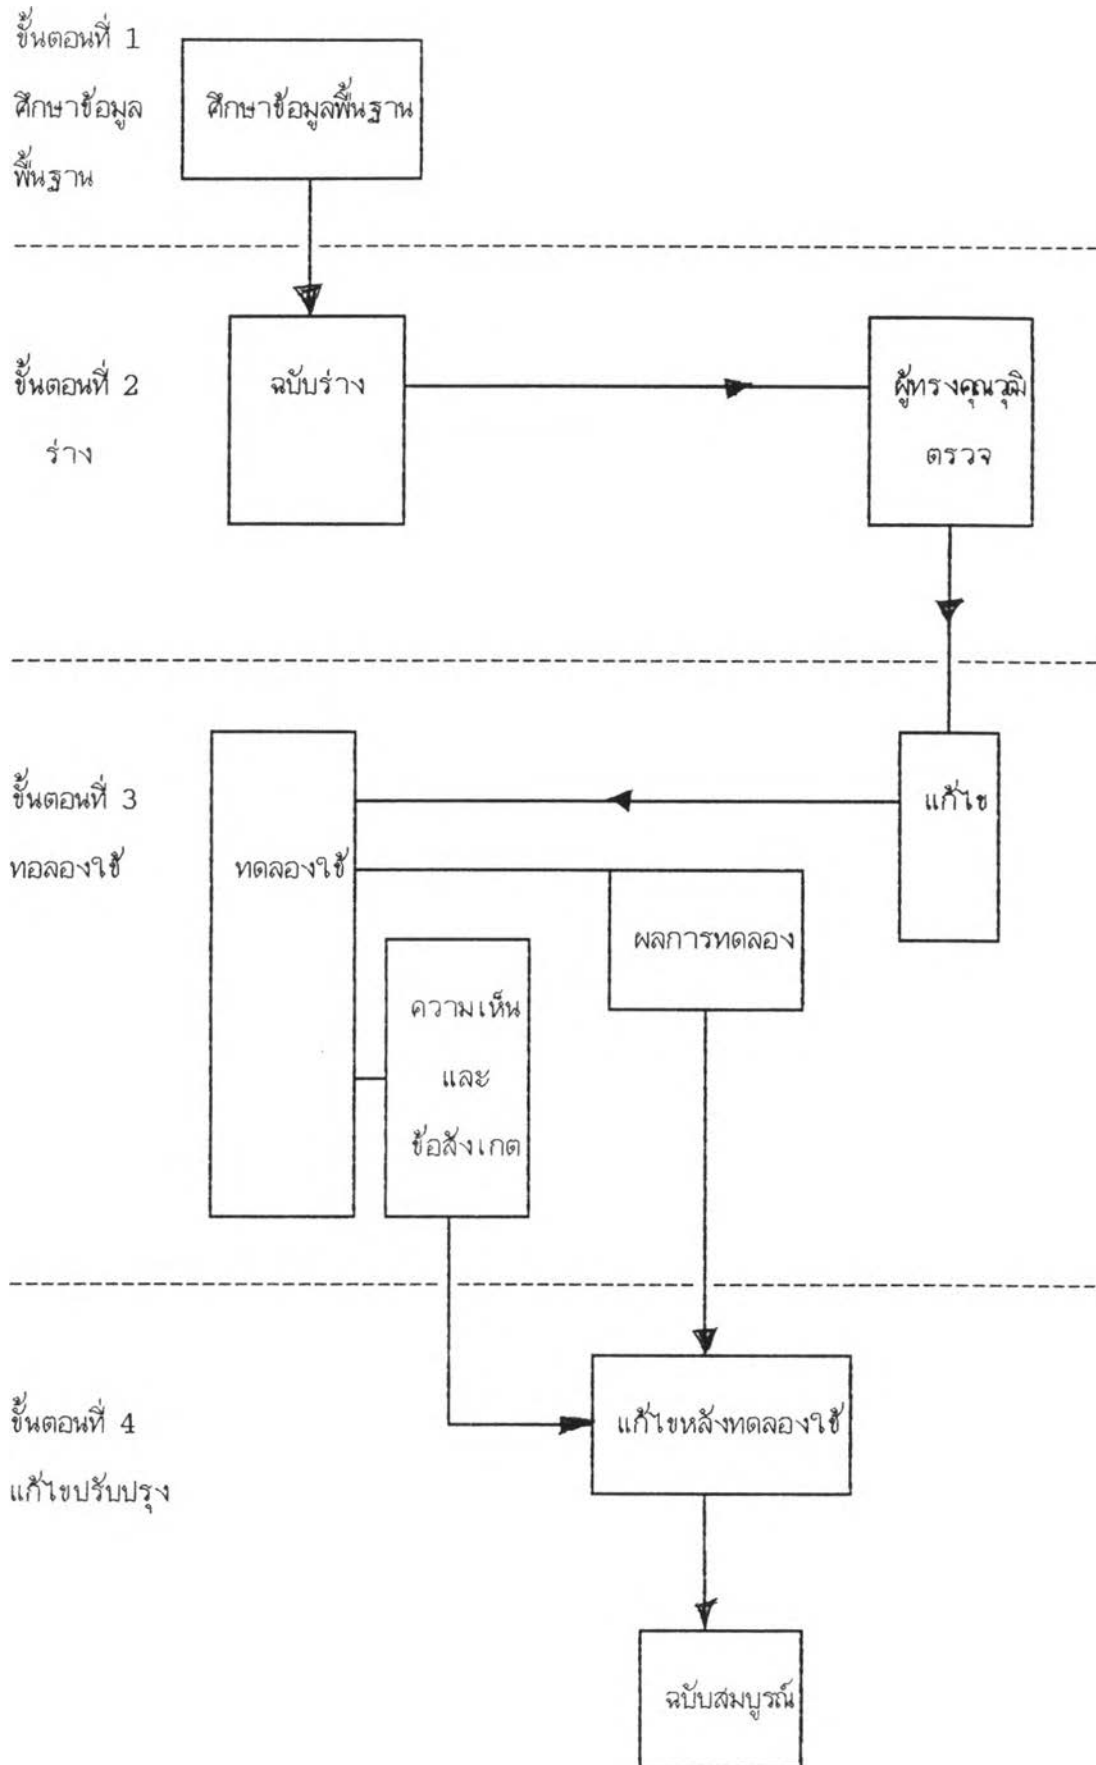 ขั้นตอนที่ 1
ศึกษาข้อมูล
พื้นฐาน
ศึกษาข้อมูลพื้นฐาน
ขั้นตอนที่ 2
ร่าง
ฉบับร่าง
ผู้ทรงคุณวุฒิ
ตรวจ
ขั้นตอนที่ 3
ทอลองใช้
ทดลองใช้
แก้ไข
ผลการทดลอง
ความเห็น
และ
ข้อสังเกต
ขั้นตอนที่ 4
แก้ไขปรับปรุง
แก้ไขหลังทดลองใช้
ฉบับสมบูรณ์